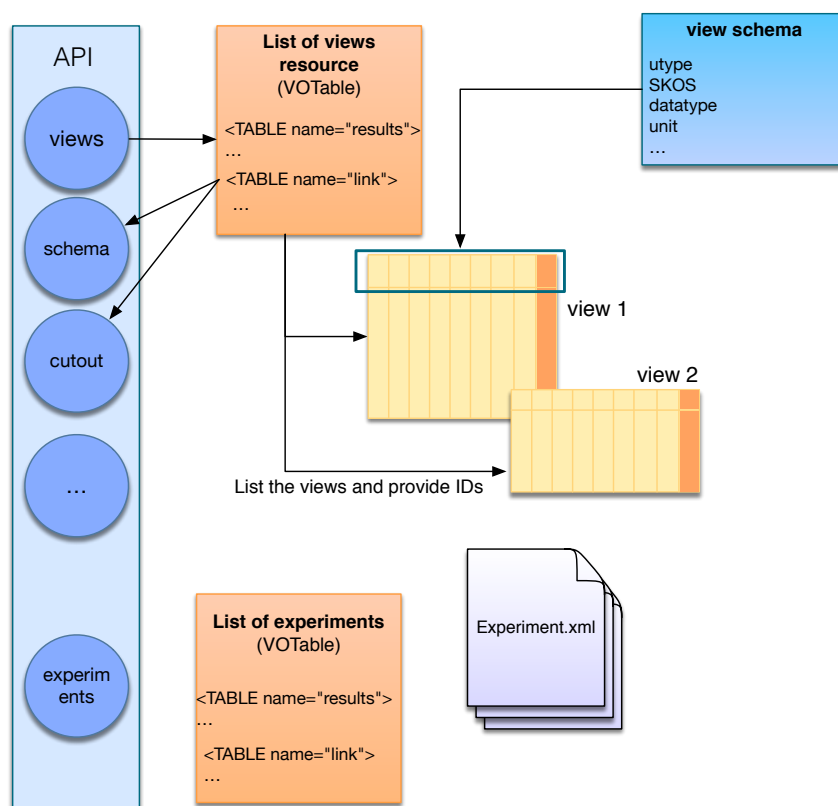 API
views
schema
cutout
...
experim
ents
List of views
resource
(VOTable)
<TABLE name="results">
...
<TABLE name="link">
...
view schema
utype
SKOS
datatype
unit
...
view 1
view 2
List the views and provide IDs
List of experiments
(VOTable)
<TABLE name="results">
...
<TABLE name="link">
...
Experiment.xml